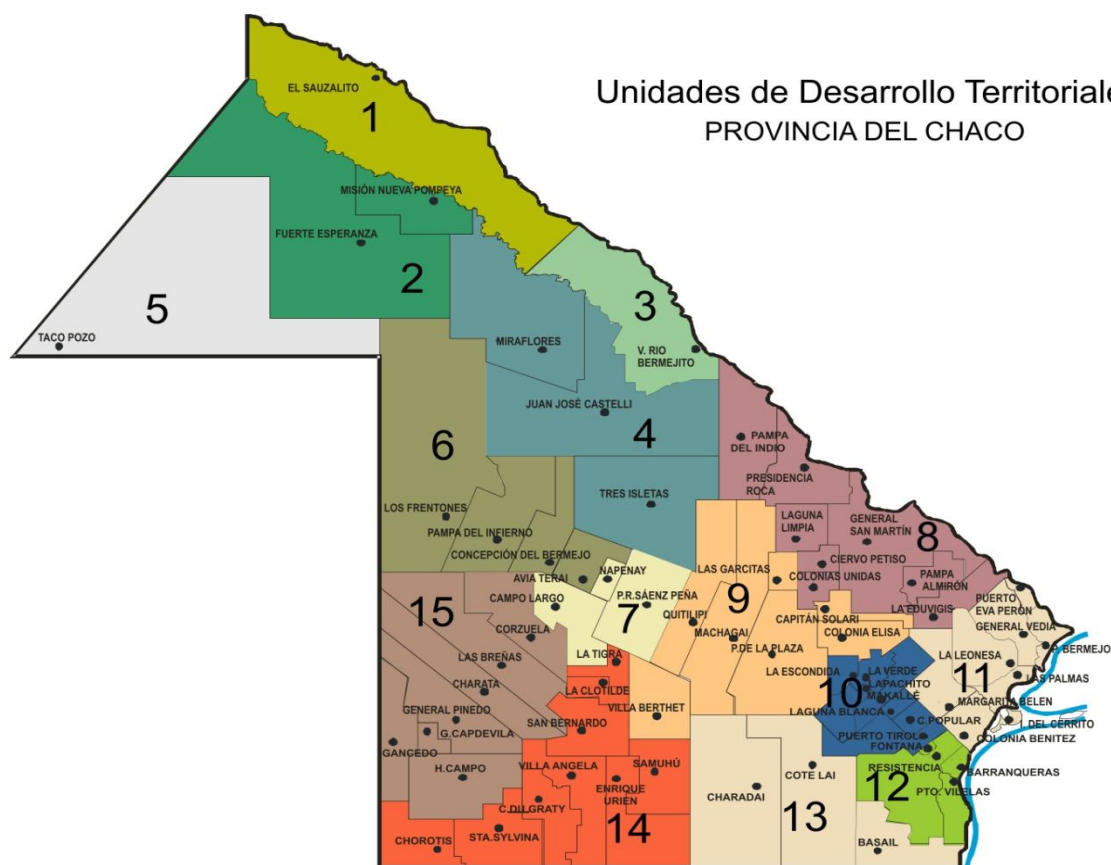 Unidades de Desarrollo Territoriale
PROVINCIA DEL CHACO
EL SAUZALITO
1
MISIÓN NUEVA POMPEYA
FUERTE ESPERANZA
2
5
3
TACO POZO
MIRAFLORES
V. RIO
BERMEJITO
JUAN JOSÉ CASTELLI
4
6
PAMPA
DEL INDIO
PRESIDENCIA
ROCA
TRES ISLETAS
LOS FRENTONES
PAMPA DEL INFIERNO
LAGUNA
LIMPIA
GENERAL
SAN MARTÍN
8
CONCEPCIÓN DEL BERMEJO
CIERVO PETISO
AVIA TERAI
NAPENAY
LAS GARCITAS
COLONIAS UNIDAS
PAMPA
ALMIRÓN
CAMPO LARGO
P.R.SÁENZ PEÑA
9
PUERTO
EVA PERÓN
15
7
QUITILIPI
CAPITÁN SOLARI
LA EDUVIGIS
GENERAL VEDIA
CORZUELA
MACHAGAI
COLONIA ELISA
P. BERMEJO
LAS BREÑAS
LA TIGRA
P.DE LA PLAZA
LA ESCONDIDA
LA VERDE
LA LEONESA
11
LAS PALMAS
CHARATA
LA CLOTILDE
10
LAPACHITO
MAKALLÉ
MARGARITA BELEN
GENERAL PINEDO
VILLA BERTHET
LAGUNA BLANCA
I. DEL CERRITO
G.CAPDEVILA
SAN BERNARDO
C.POPULAR
PUERTO TIROL
COLONIA BENITEZ
GANCEDO
FONTANA
H.CAMPO
VILLA ANGELA
SAMUHÚ
COTE LAI
RESISTENCIA
BARRANQUERAS
ENRIQUE
URIEN
CHARADAI
12
PTO. VILELAS
C.DU GRATY
14
13
CHOROTIS
STA.SYLVINA
BASAIL